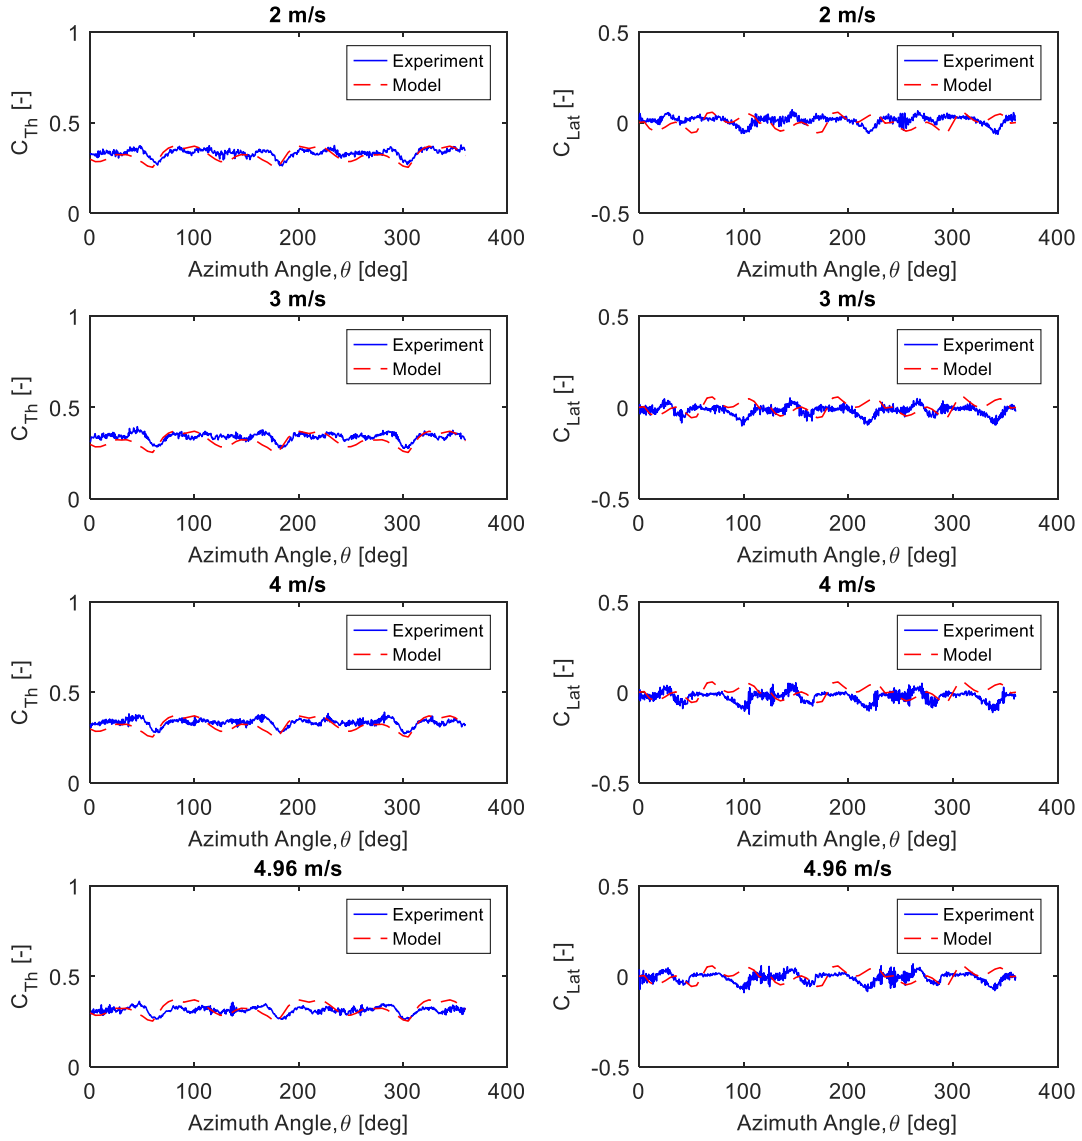 2 m/s
C_Th [-]
1
0.5
0
0 100 200 300 400
Azimuth Angle, θ [deg]
Experiment
Model
2 m/s
C_Lat [-]
0.5
0
-0.5
0 100 200 300 400
Azimuth Angle, θ [deg]
Experiment
Model
3 m/s
C_Th [-]
1
0.5
0
0 100 200 300 400
Azimuth Angle, θ [deg]
Experiment
Model
3 m/s
C_Lat [-]
0.5
0
-0.5
0 100 200 300 400
Azimuth Angle, θ [deg]
Experiment
Model
4 m/s
C_Th [-]
1
0.5
0
0 100 200 300 400
Azimuth Angle, θ [deg]
Experiment
Model
4 m/s
C_Lat [-]
0.5
0
-0.5
0 100 200 300 400
Azimuth Angle, θ [deg]
Experiment
Model
4.96 m/s
C_Th [-]
1
0.5
0
0 100 200 300 400
Azimuth Angle, θ [deg]
Experiment
Model
4.96 m/s
C_Lat [-]
0.5
0
-0.5
0 100 200 300 400
Azimuth Angle, θ [deg]
Experiment
Model